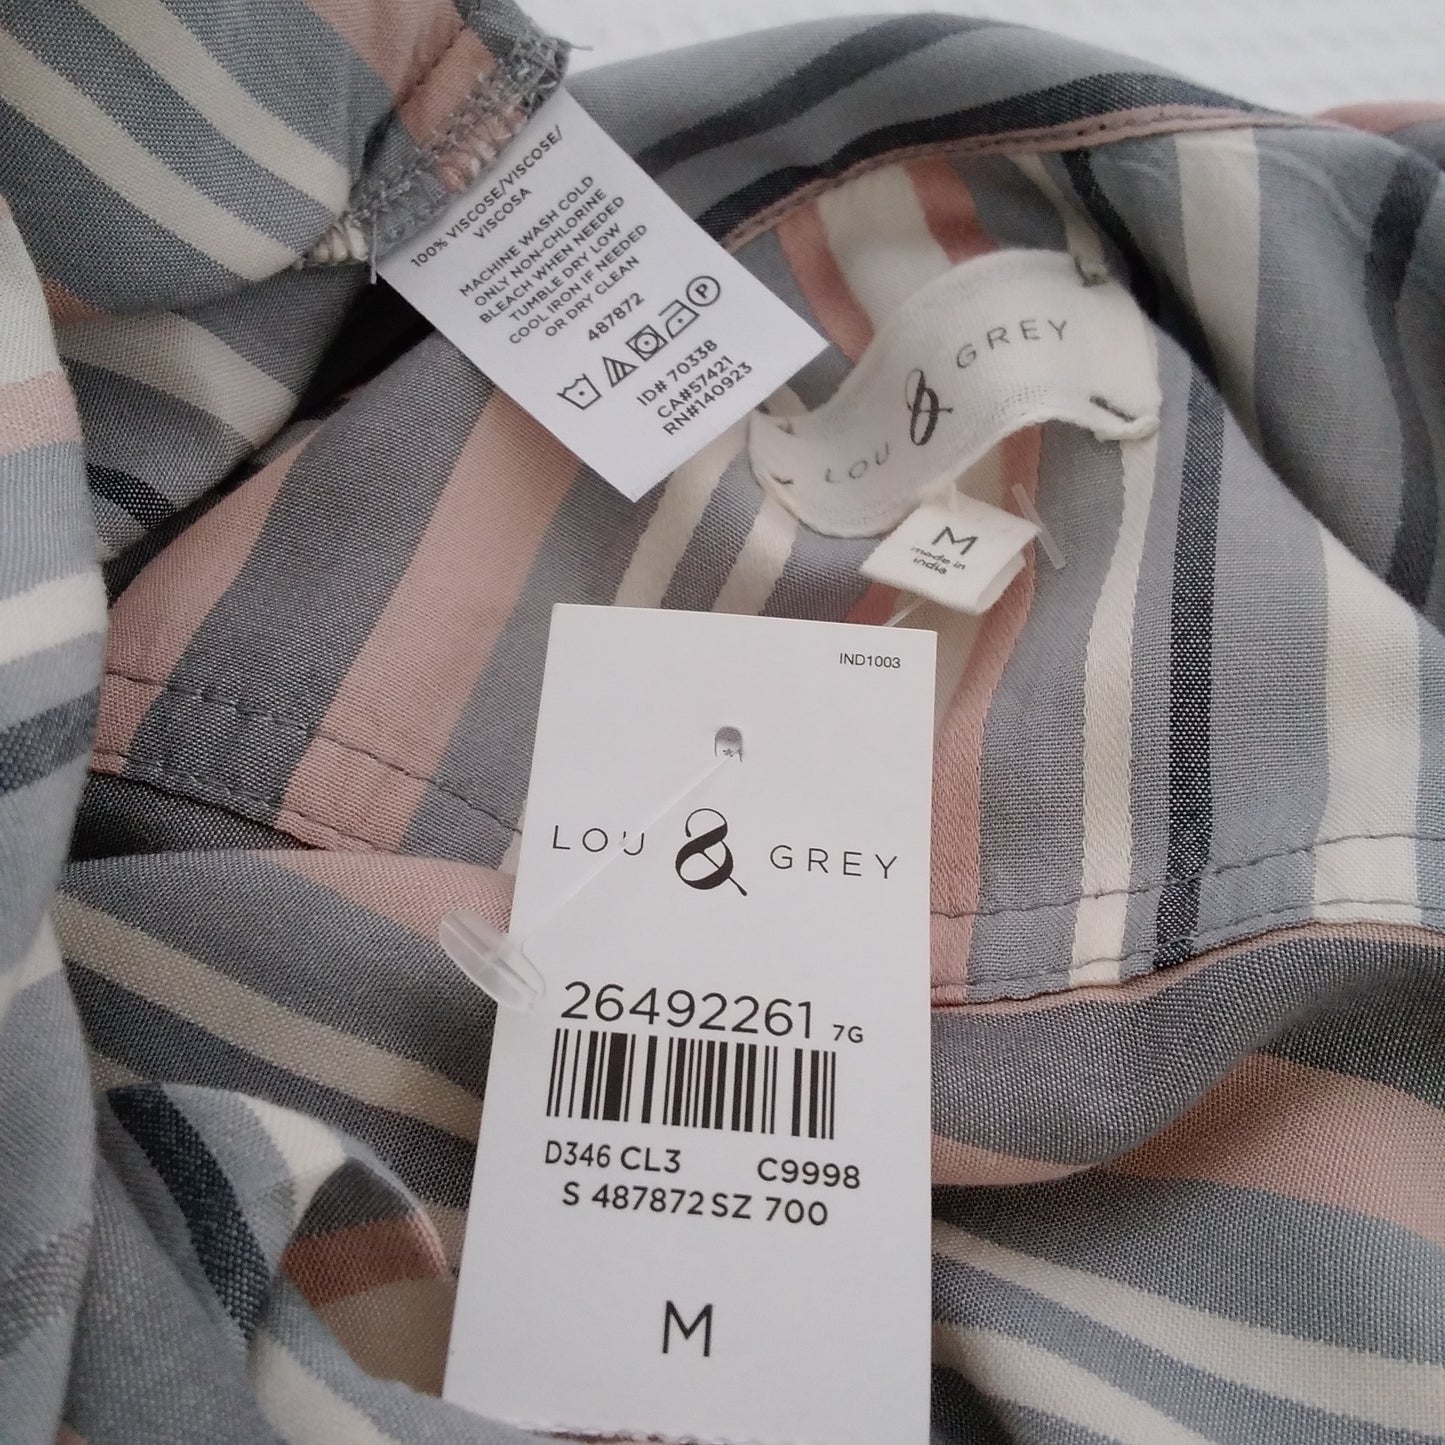 100% VISCOSE/VISCOSE/
VISCOSA
MACHINE WASH COLD
ONLY NON-CHLORINE
BLEACH WHEN NEEDED
TUMBLE DRY LOW
COOL IRON IF NEEDED
OR DRY CLEAN
487872
P
ID# 70338
CA#57421
RN#140923
LOU & GREY
M
made in
india
IND1003
LOU & GREY
26492261 7G
D346 CL3 C9998
S 487872 SZ 700
M